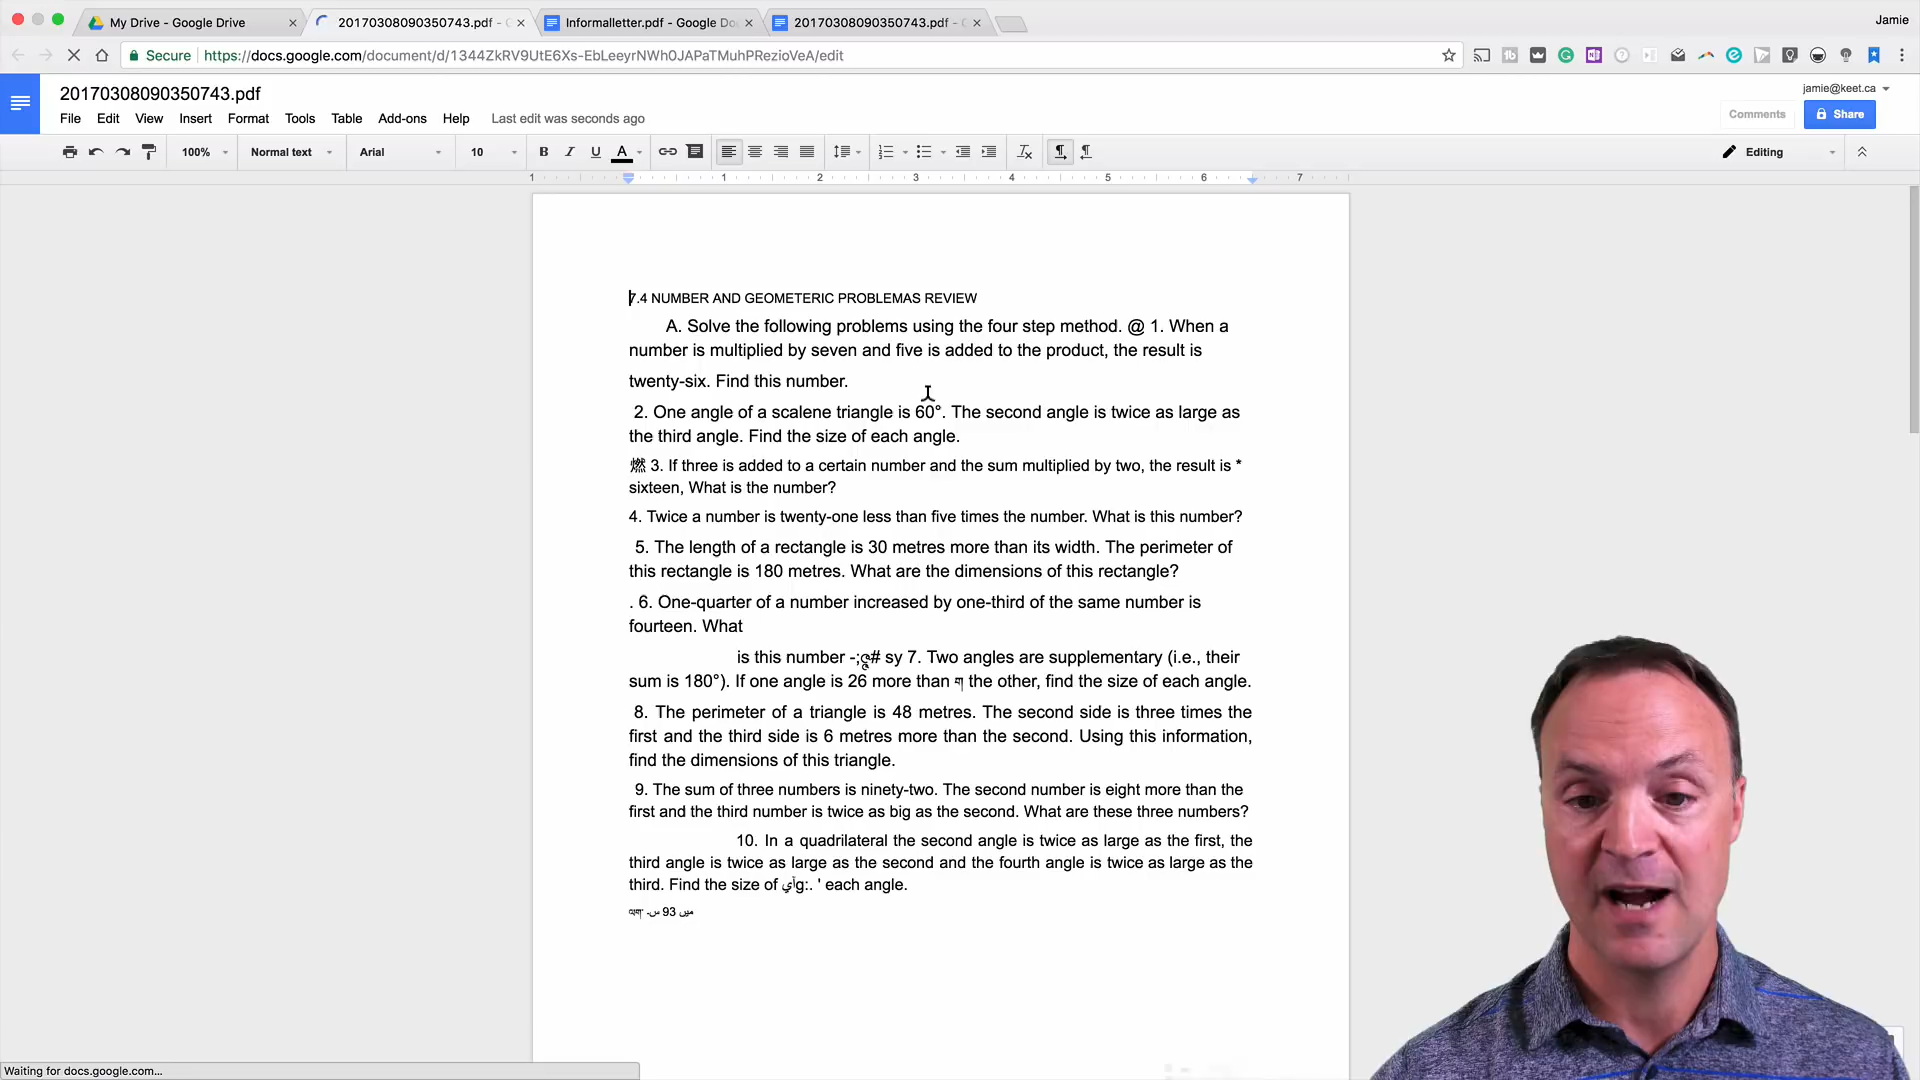 My Drive - Google Drive
20170308090350743.pdf - G
Informalletter.pdf - Google Do
20170308090350743.pdf - G
Jamie
Secure
https://docs.google.com/document/d/1344ZkRV9UtE6Xs-EbLeeyrNWh0JAPaTMuhPRezioVeA/edit
20170308090350743.pdf
jamie@keet.ca
File Edit View Insert Format Tools Table Add-ons Help Last edit was seconds ago
Comments
Share
100% Normal text Arial 10 B I U A Editing
1 1 2 3 4 5 6 7
7.4 NUMBER AND GEOMETERIC PROBLEMAS REVIEW
A. Solve the following problems using the four step method. @ 1. When a
number is multiplied by seven and five is added to the product, the result is
twenty-six. Find this number.
2. One angle of a scalene triangle is 60°. The second angle is twice as large as
the third angle. Find the size of each angle.
燃 3. If three is added to a certain number and the sum multiplied by two, the result is *
sixteen, What is the number?
4. Twice a number is twenty-one less than five times the number. What is this number?
5. The length of a rectangle is 30 metres more than its width. The perimeter of
this rectangle is 180 metres. What are the dimensions of this rectangle?
. 6. One-quarter of a number increased by one-third of the same number is
fourteen. What
is this number -; # sy 7. Two angles are supplementary (i.e., their
sum is 180°). If one angle is 26 more than the other, find the size of each angle.
8. The perimeter of a triangle is 48 metres. The second side is three times the
first and the third side is 6 metres more than the second. Using this information,
find the dimensions of this triangle.
9. The sum of three numbers is ninety-two. The second number is eight more than the
first and the third number is twice as big as the second. What are these three numbers?
10. In a quadrilateral the second angle is twice as large as the first, the
third angle is twice as large as the second and the fourth angle is twice as large as the
third. Find the size of g:. ' each angle.
93 میں
Waiting for docs.google.com...